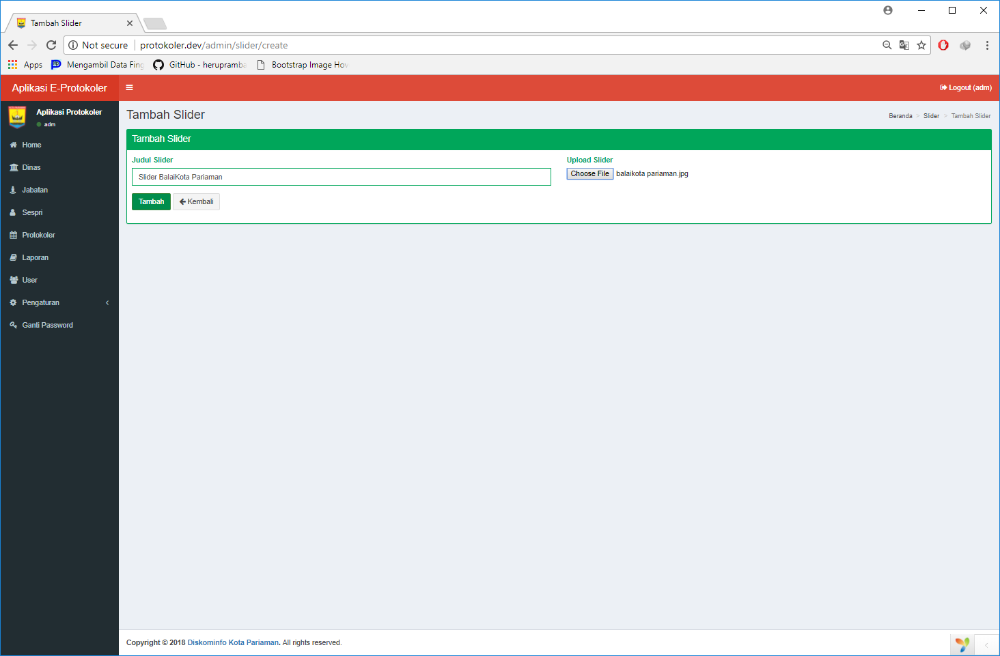 Tambah Slider
Not secure
protokoler.dev/admin/slider/create
Apps
Mengambil Data Fing
GitHub - herupramba
Bootstrap Image Hov
Aplikasi E-Protokoler
Logout (adm)
Aplikasi Protokoler
adm
Home
Dinas
Jabatan
Sespri
Protokoler
Laporan
User
Pengaturan
Ganti Password
Tambah Slider
Beranda > Slider > Tambah Slider
Tambah Slider
Judul Slider
Slider BalaiKota Pariaman
Upload Slider
Choose File balaikota pariaman.jpg
Tambah
Kembali
Copyright © 2018 Diskominfo Kota Pariaman. All rights reserved.